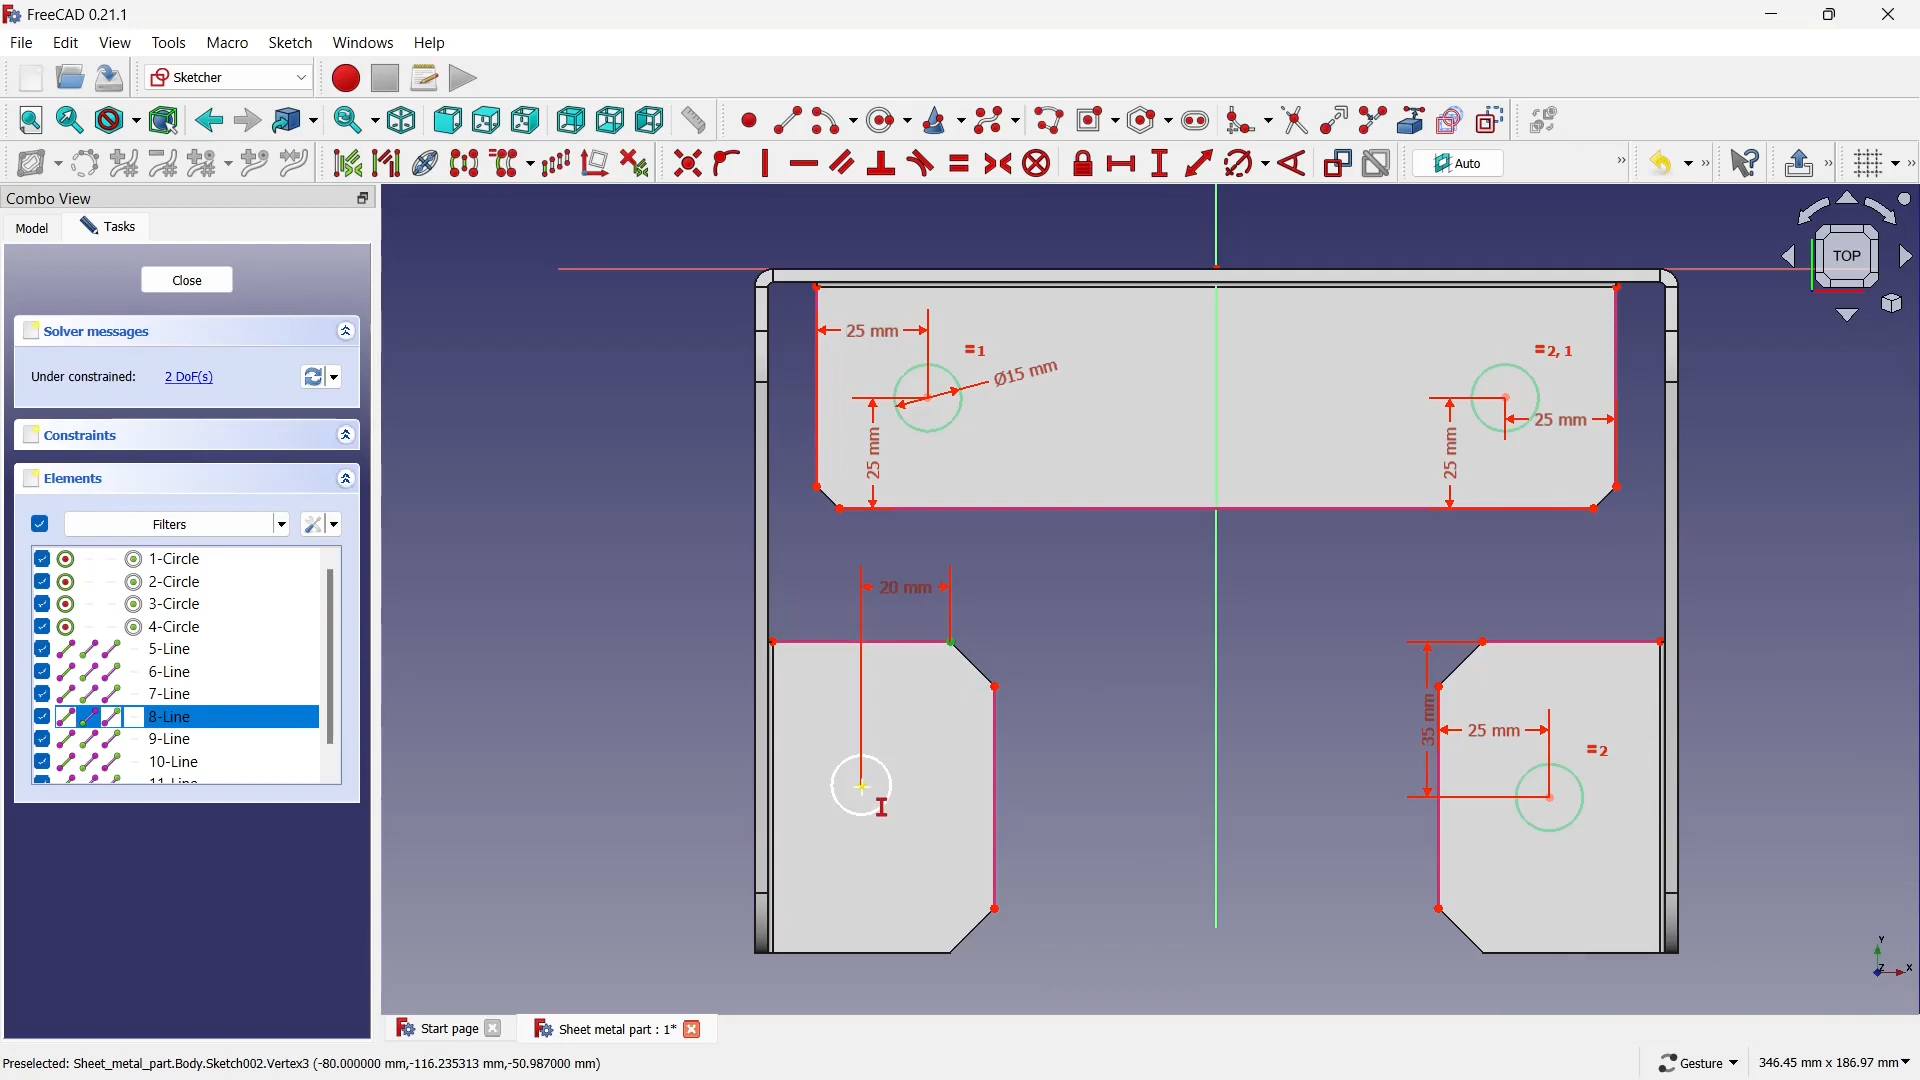 FreeCAD 0.21.1
File Edit View Tools Macro Sketch Windows Help
Sketcher
Auto
Combo View
Model Tasks
Close
Solver messages
Under constrained: 2 DoF(s)
Constraints
Elements
Filters
1-Circle
2-Circle
3-Circle
4-Circle
5-Line
6-Line
7-Line
8-Line
9-Line
10-Line
11-Line
TOP
25 mm
=1
Ø15 mm
25 mm
=2, 1
25 mm
25 mm
20 mm
35 mm
25 mm
=2
Y
Z
X
Start page
Sheet metal part : 1*
Preselected: Sheet_metal_part.Body.Sketch002.Vertex3 (-80.000000 mm,-116.235313 mm,-50.987000 mm)
Gesture
346.45 mm x 186.97 mm